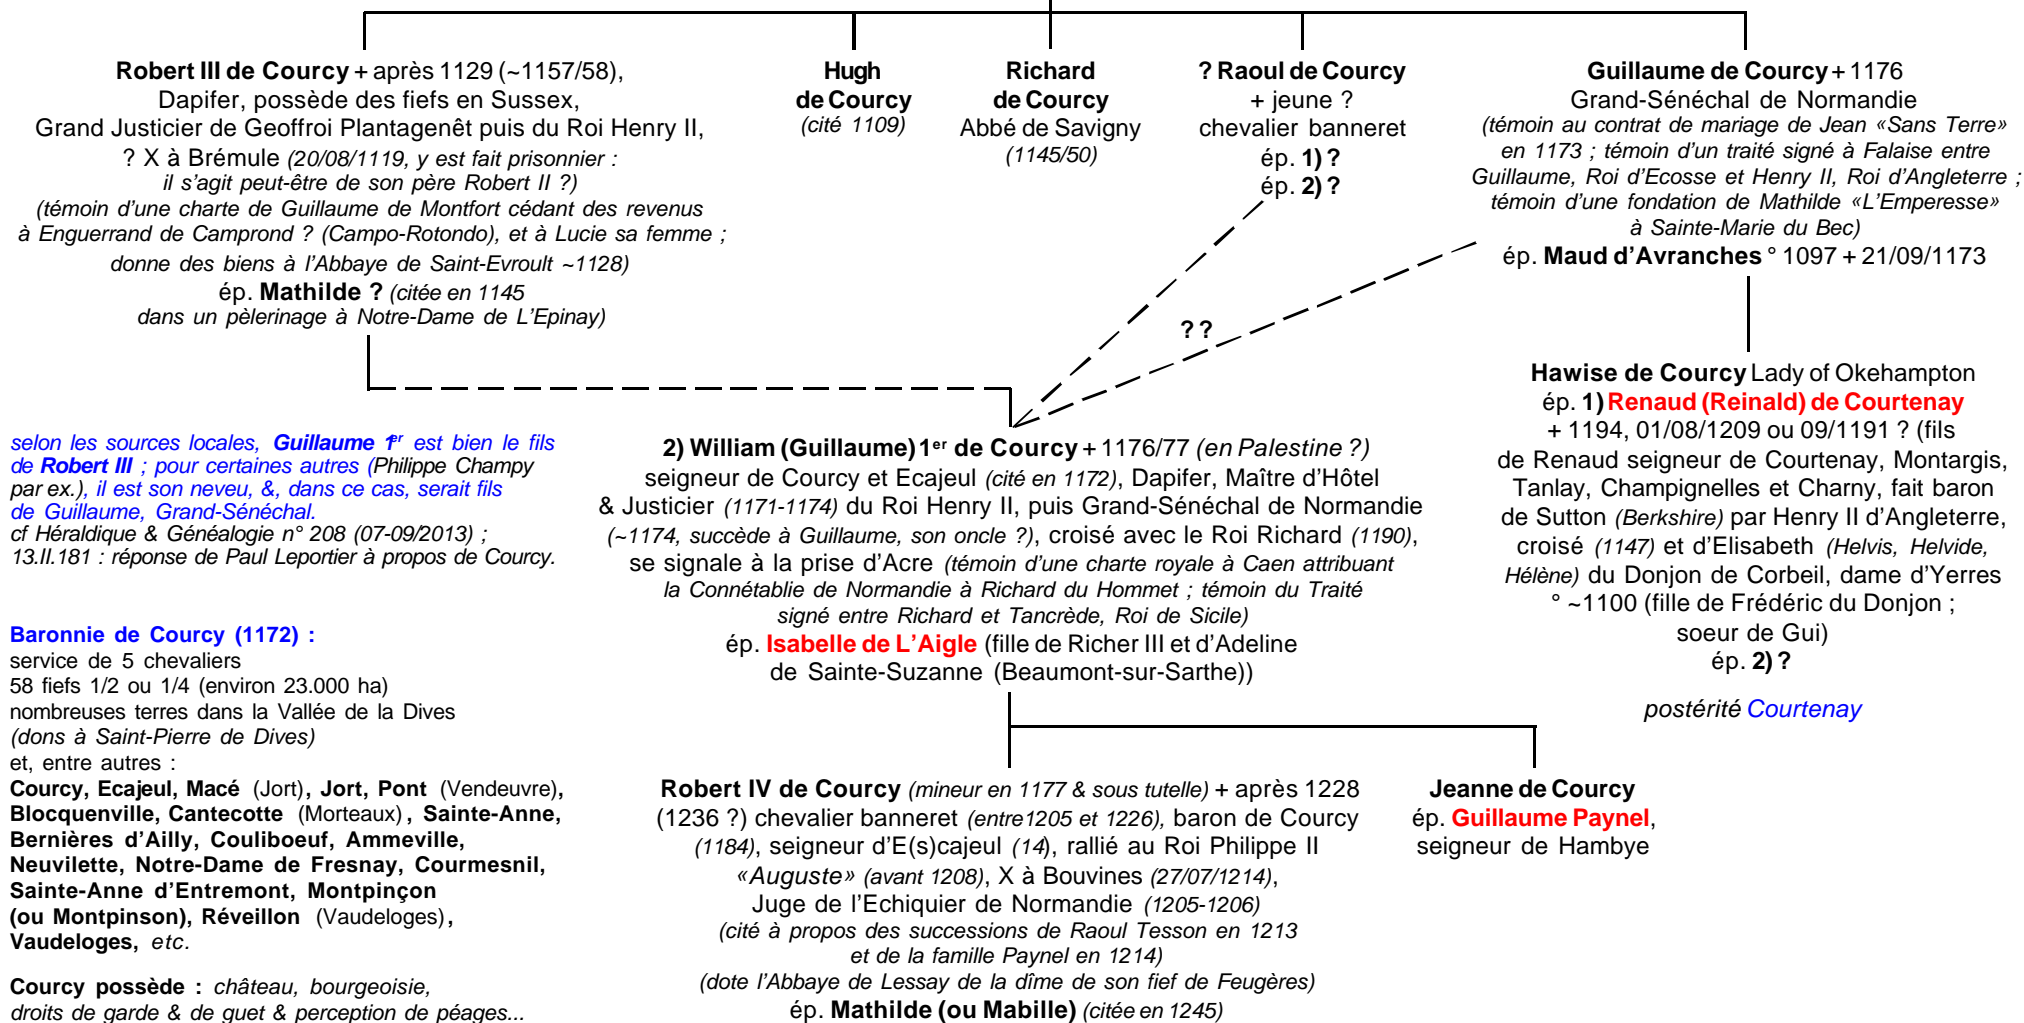 Robert III de Courcy + après 1129 (~1157/58),
Dapifer, possède des fiefs en Sussex,
Grand Justicier de Geoffroi Plantagenêt puis du Roi Henry II,
? X à Brémule (20/08/1119, y est fait prisonnier :
il s'agit peut-être de son père Robert II ?)
(témoin d'une charte de Guillaume de Montfort cédant des revenus
à Enguerrand de Camprond ? (Campo-Rotondo), et à Lucie sa femme ;
donne des biens à l'Abbaye de Saint-Evroult ~1128)
ép. Mathilde ? (citée en 1145
dans un pèlerinage à Notre-Dame de L'Epinay)
Hugh
de Courcy
(cité 1109)
Richard
de Courcy
Abbé de Savigny
(1145/50)
? Raoul de Courcy
+ jeune ?
chevalier banneret
ép. 1) ?
ép. 2) ?
Guillaume de Courcy + 1176
Grand-Sénéchal de Normandie
(témoin au contrat de mariage de Jean «Sans Terre»
en 1173 ; témoin d'un traité signé à Falaise entre
Guillaume, Roi d'Ecosse et Henry II, Roi d'Angleterre ;
témoin d'une fondation de Mathilde «L'Emperesse»
à Sainte-Marie du Bec)
ép. Maud d'Avranches ° 1097 + 21/09/1173
? ?
Hawise de Courcy Lady of Okehampton
ép. 1) Renaud (Reinald) de Courtenay
+ 1194, 01/08/1209 ou 09/1191 ? (fils
de Renaud seigneur de Courtenay, Montargis,
Tanlay, Champignelles et Charny, fait baron
de Sutton (Berkshire) par Henry II d'Angleterre,
croisé (1147) et d'Elisabeth (Helvis, Helvide,
Hélène) du Donjon de Corbeil, dame d'Yerres
° ~1100 (fille de Frédéric du Donjon ;
soeur de Gui)
ép. 2) ?
postérité Courtenay
selon les sources locales, Guillaume 1er est bien le fils
de Robert III ; pour certaines autres (Philippe Champy
par ex.), il est son neveu, &, dans ce cas, serait fils
de Guillaume, Grand-Sénéchal.
cf Héraldique & Généalogie n° 208 (07-09/2013) ;
13.II.181 : réponse de Paul Leportier à propos de Courcy.
2) William (Guillaume) 1er de Courcy + 1176/77 (en Palestine ?)
seigneur de Courcy et Ecajeul (cité en 1172), Dapifer, Maître d'Hôtel
& Justicier (1171-1174) du Roi Henry II, puis Grand-Sénéchal de Normandie
(~1174, succède à Guillaume, son oncle ?), croisé avec le Roi Richard (1190),
se signale à la prise d'Acre (témoin d'une charte royale à Caen attribuant
la Connétablie de Normandie à Richard du Hommet ; témoin du Traité
signé entre Richard et Tancrède, Roi de Sicile)
ép. Isabelle de L'Aigle (fille de Richer III et d'Adeline
de Sainte-Suzanne (Beaumont-sur-Sarthe))
Baronnie de Courcy (1172) :
service de 5 chevaliers
58 fiefs 1/2 ou 1/4 (environ 23.000 ha)
nombreuses terres dans la Vallée de la Dives
(dons à Saint-Pierre de Dives)
et, entre autres :
Courcy, Ecajeul, Macé (Jort), Jort, Pont (Vendeuvre),
Blocquenville, Cantecotte (Morteaux), Sainte-Anne,
Bernières d'Ailly, Couliboeuf, Ammeville,
Neuvilette, Notre-Dame de Fresnay, Courmesnil,
Sainte-Anne d'Entremont, Montpinçon
(ou Montpinson), Réveillon (Vaudeloges),
Vaudeloges, etc.
Courcy possède : château, bourgeoisie,
droits de garde & de guet & perception de péages...
Robert IV de Courcy (mineur en 1177 & sous tutelle) + après 1228
(1236 ?) chevalier banneret (entre1205 et 1226), baron de Courcy
(1184), seigneur d'E(s)cajeul (14), rallié au Roi Philippe II
«Auguste» (avant 1208), X à Bouvines (27/07/1214),
Juge de l'Echiquier de Normandie (1205-1206)
(cité à propos des successions de Raoul Tesson en 1213
et de la famille Paynel en 1214)
(dote l'Abbaye de Lessay de la dîme de son fief de Feugères)
ép. Mathilde (ou Mabille) (citée en 1245)
Jeanne de Courcy
ép. Guillaume Paynel,
seigneur de Hambye